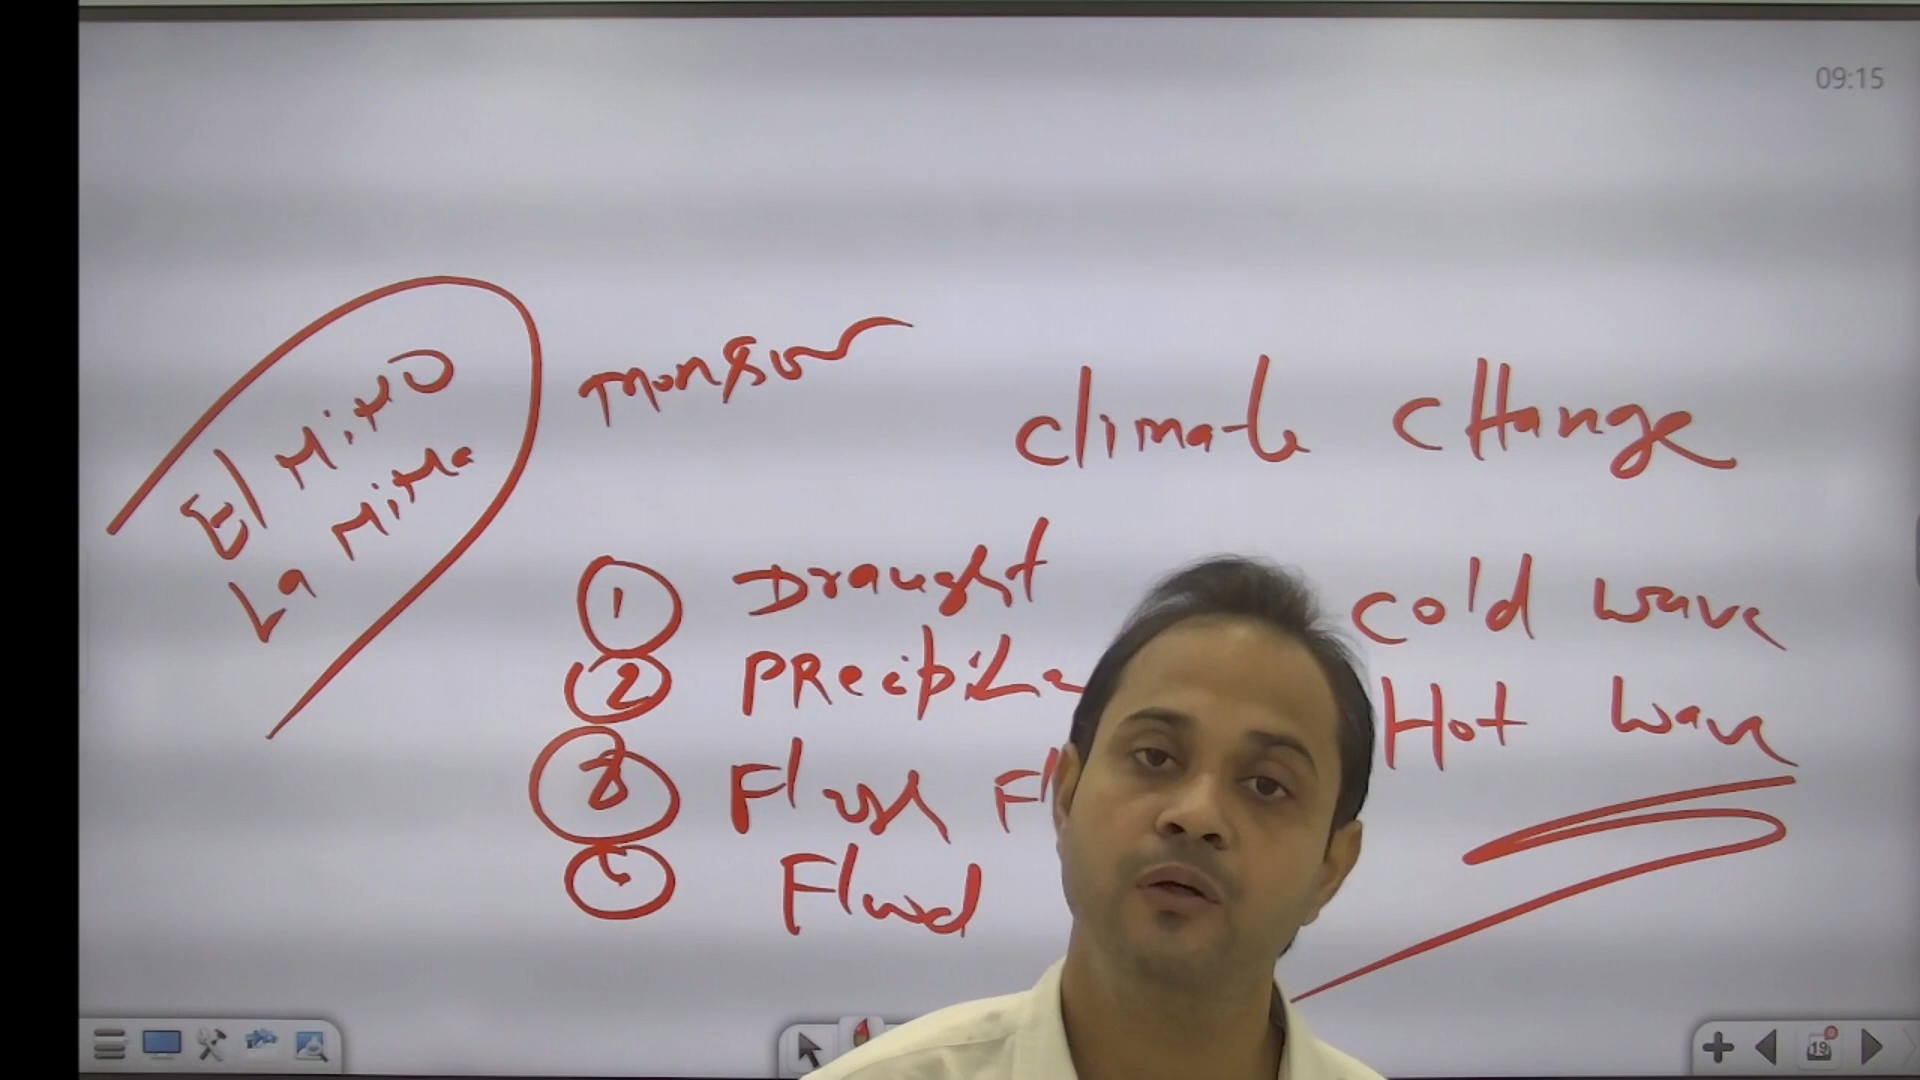 09:15
El Nino
La Nina
monsoon
climate cHange
1 Draught
2 PRecipita
3 Flash Fl
Flood
cold wave
Hot wave
19